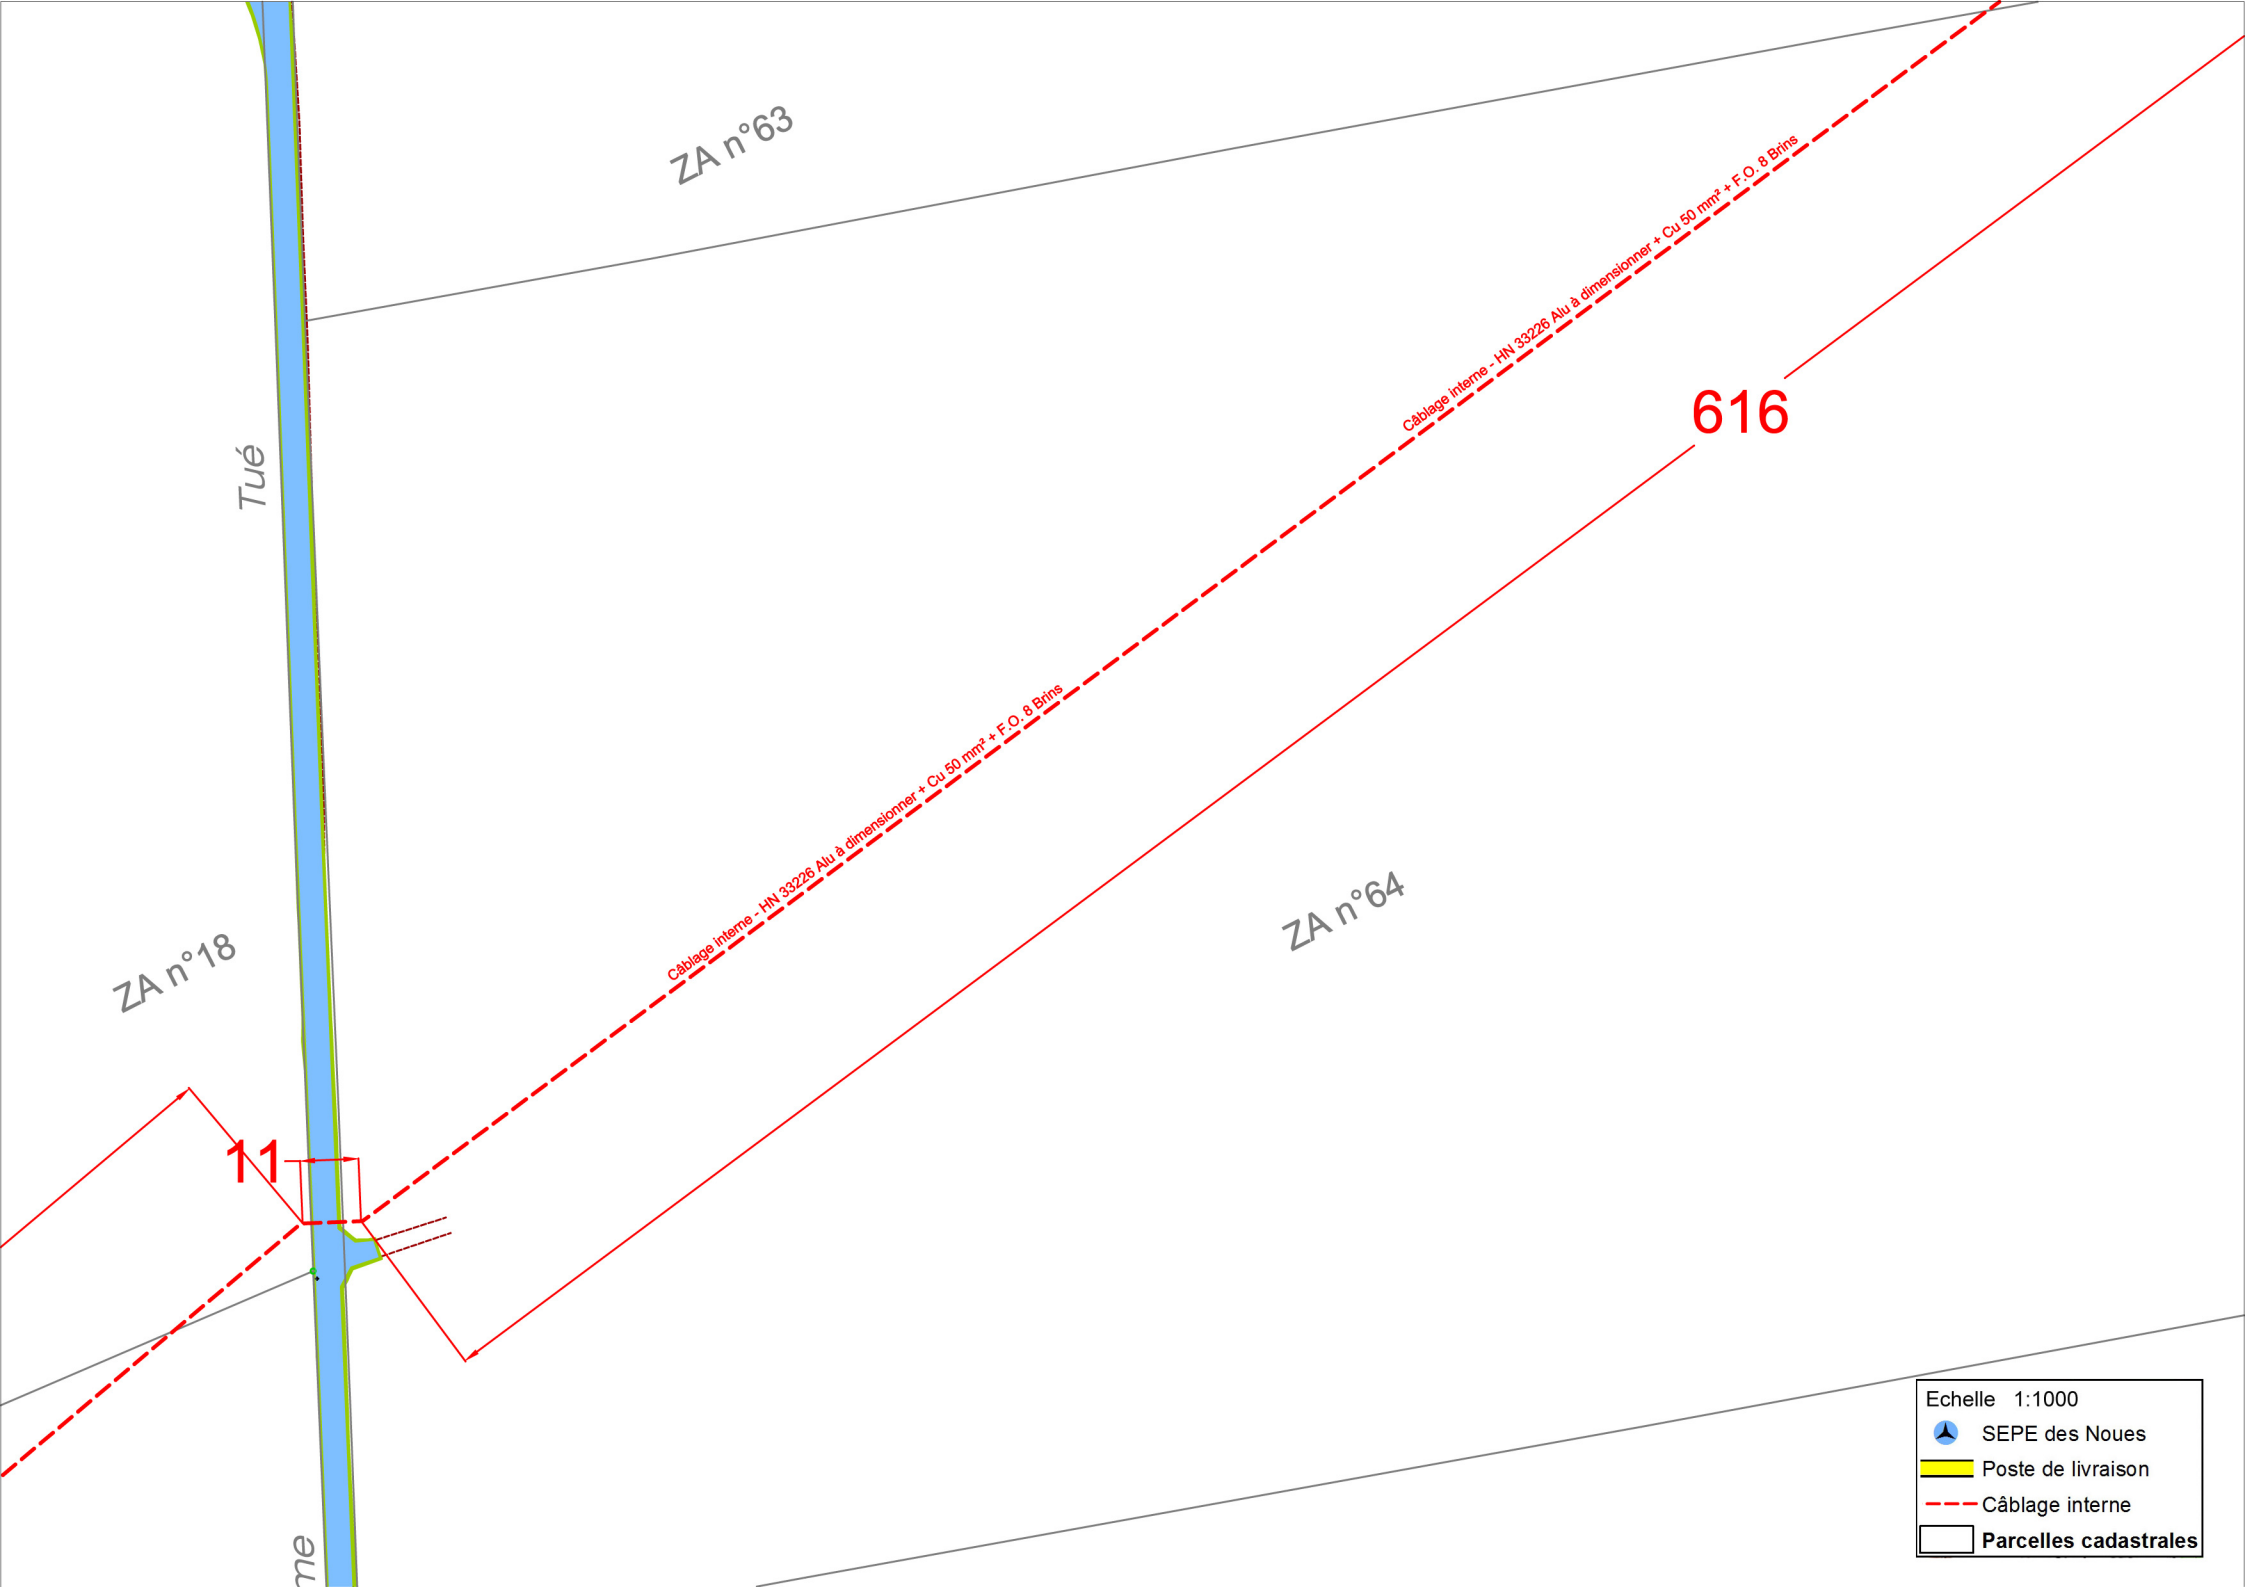 ZA n°63
Câblage interne - HN 33226 Alu à dimensionner + Cu 50 mm² + F.O. 8 Brins
616
Tué
Câblage interne - HN 33226 Alu à dimensionner + Cu 50 mm² + F.O. 8 Brins
ZA n°64
ZA n°18
11
me
Echelle 1:1000
SEPE des Noues
Poste de livraison
Câblage interne
Parcelles cadastrales